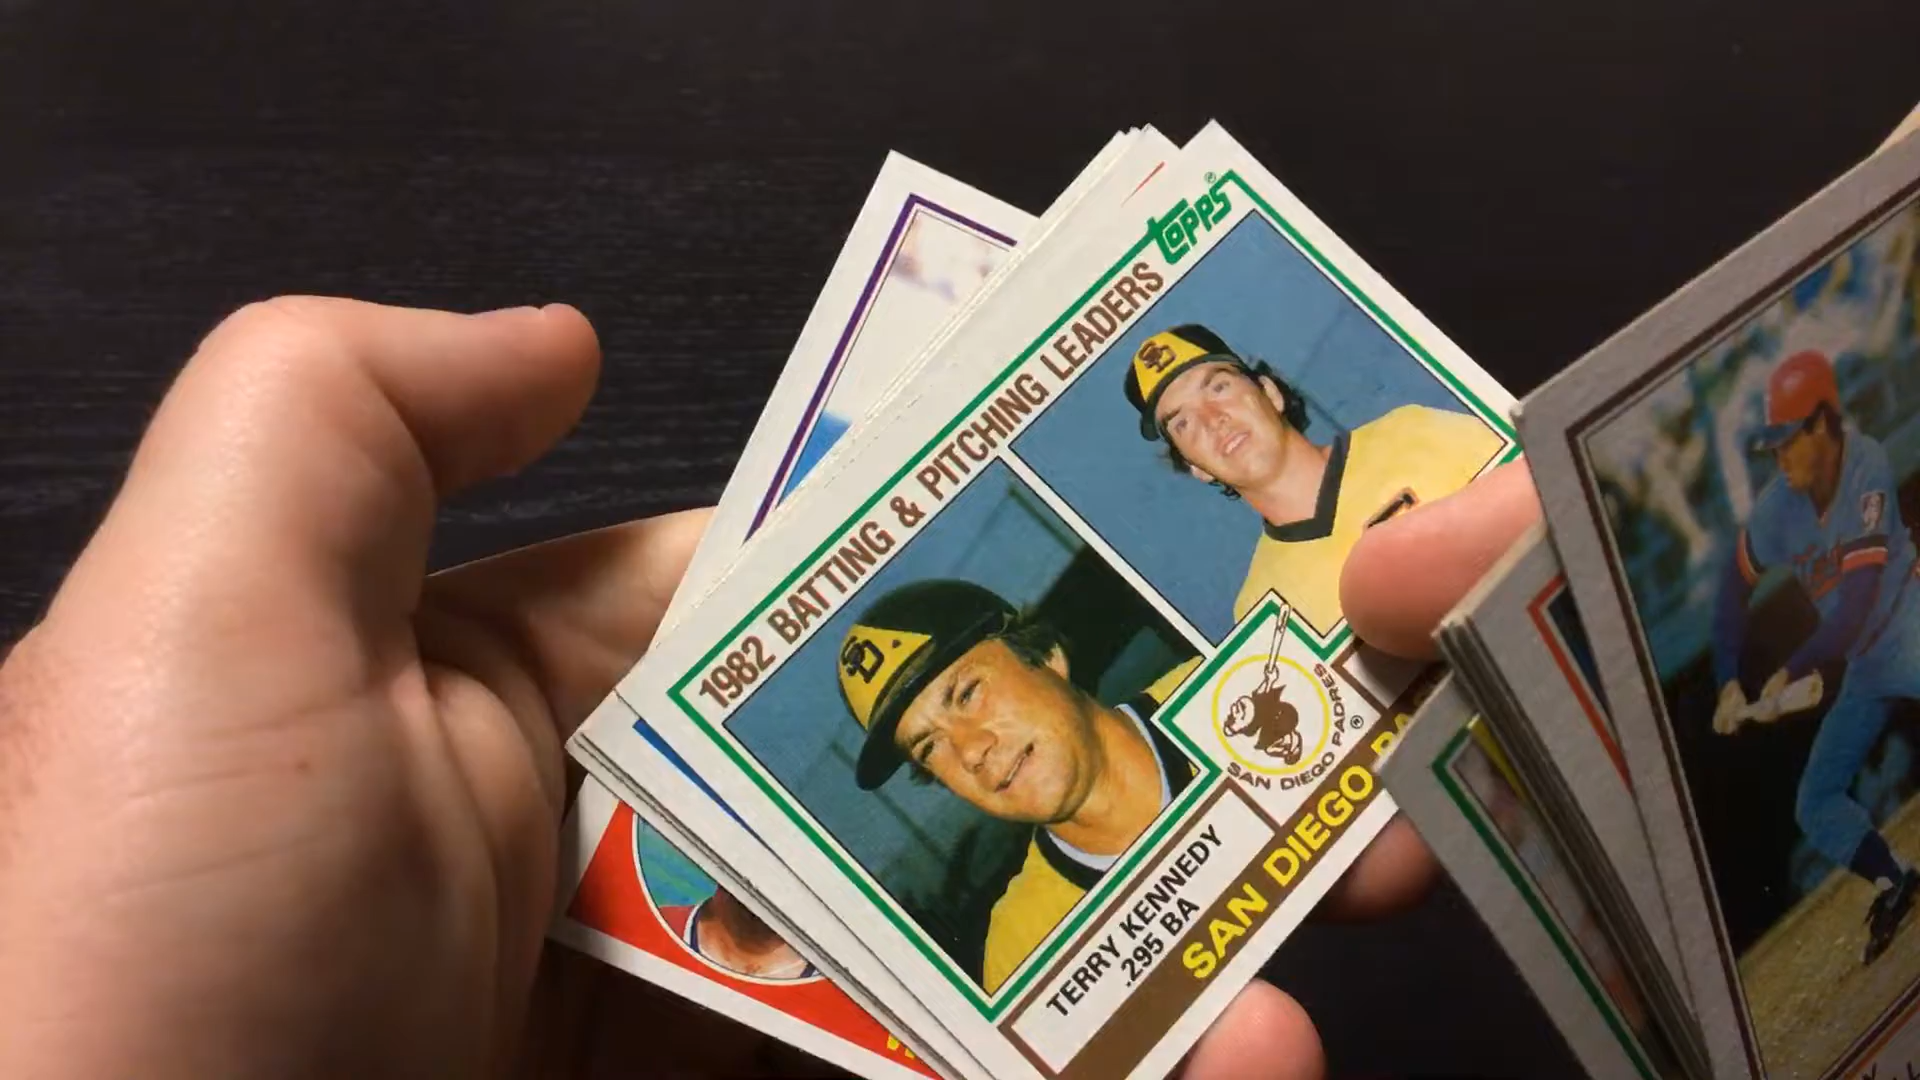 topps®
1982 BATTING & PITCHING LEADERS
SD
SD
SAN DIEGO PADRES®
TERRY KENNEDY
.295 BA
SAN DIEGO